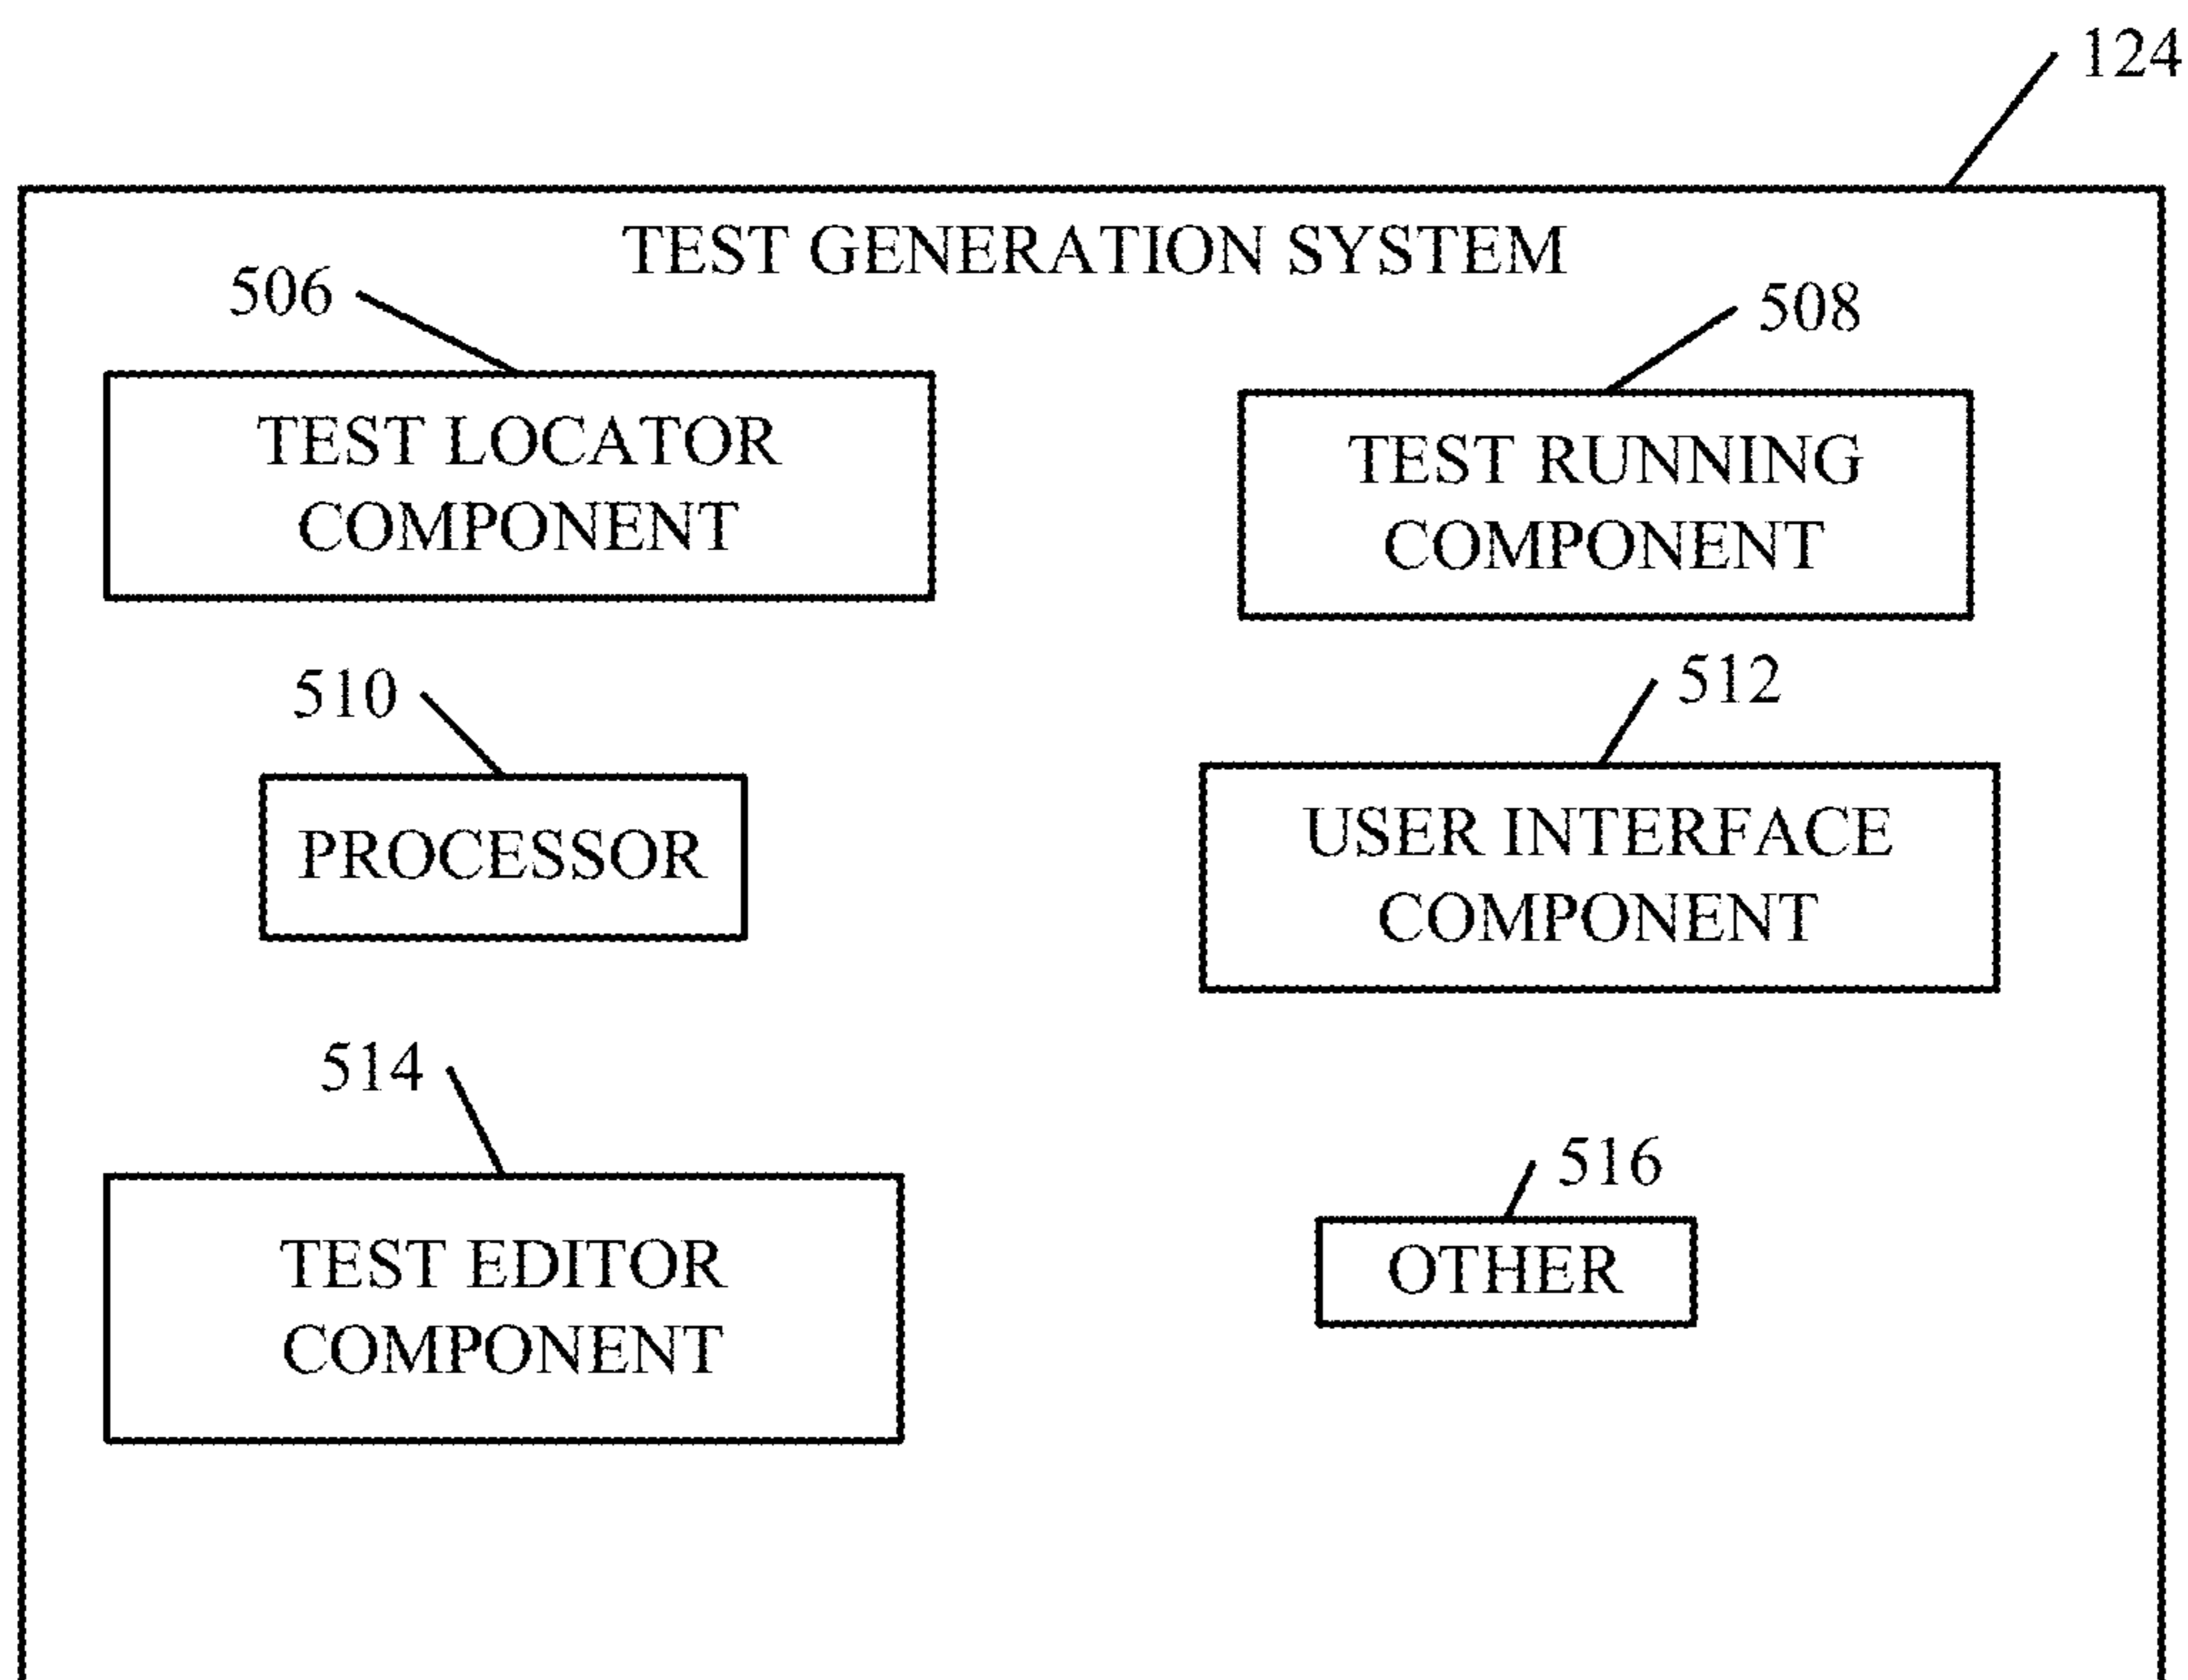 124
TEST GENERATION SYSTEM
506
508
TEST LOCATOR
COMPONENT
TEST RUNNING
COMPONENT
510
512
PROCESSOR
USER INTERFACE
COMPONENT
514
516
TEST EDITOR
COMPONENT
OTHER